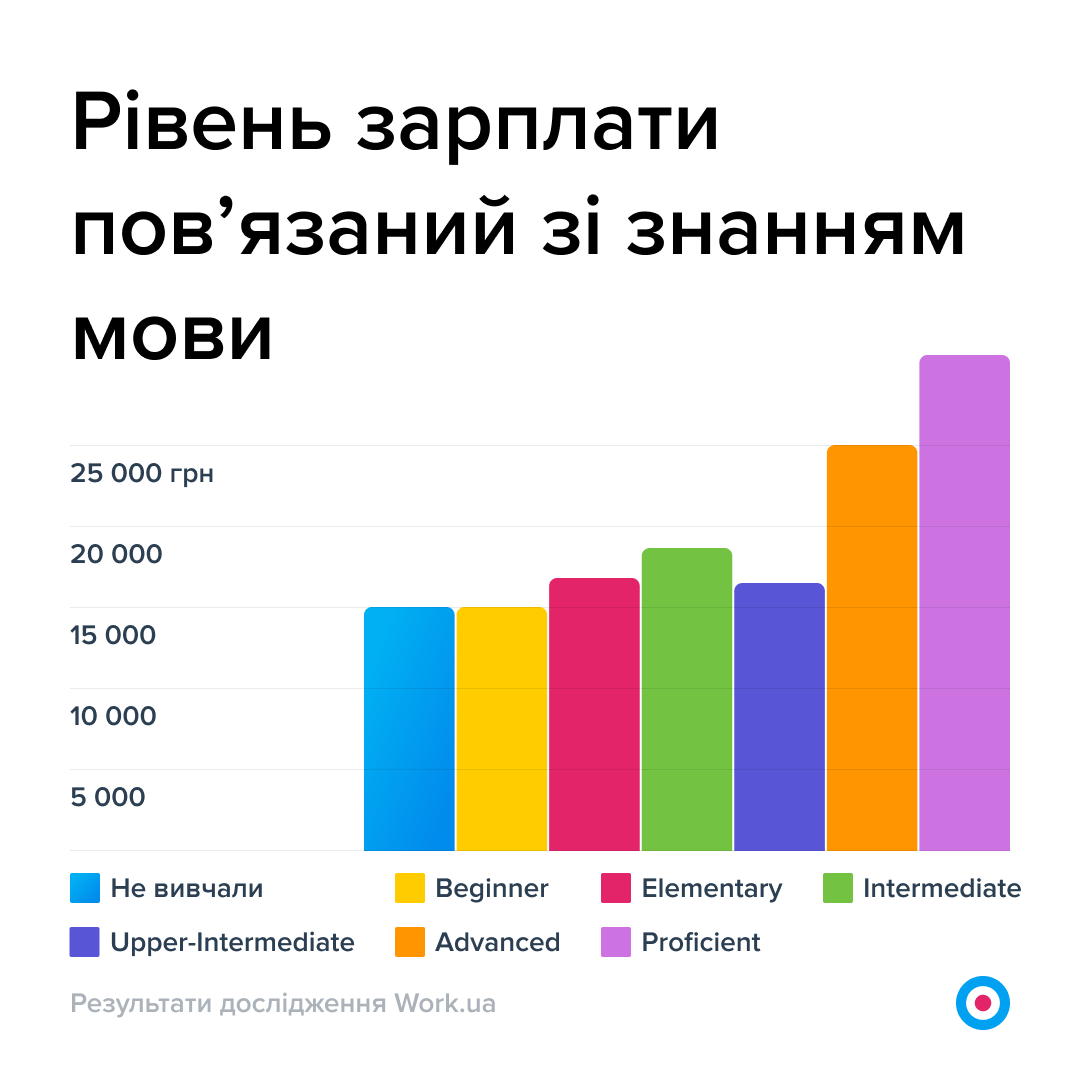 Рівень зарплати
пов’язаний зі знанням
мови
25 000 грн
20 000
15 000
10 000
5 000
Не вивчали
Beginner
Elementary
Intermediate
Upper-Intermediate
Advanced
Proficient
Результати дослідження Work.ua